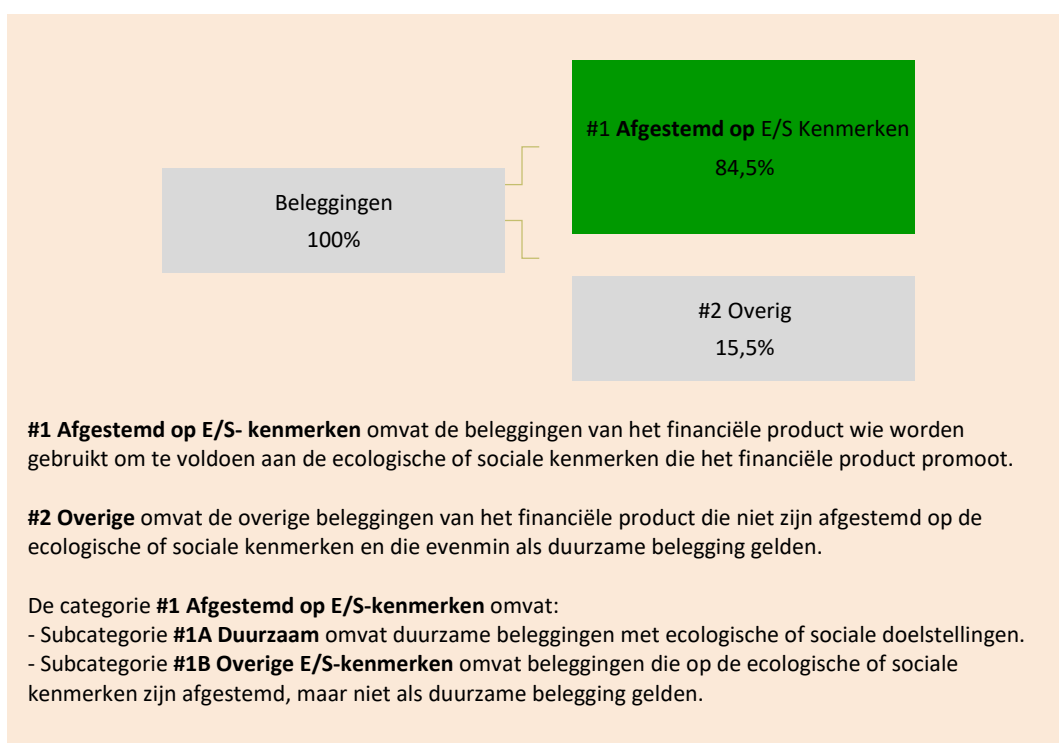 #1 Afgestemd op E/S Kenmerken
84,5%
Beleggingen
100%
#2 Overig
15,5%
#1 Afgestemd op E/S- kenmerken omvat de beleggingen van het financiële product wie worden
gebruikt om te voldoen aan de ecologische of sociale kenmerken die het financiële product promoot.
#2 Overige omvat de overige beleggingen van het financiële product die niet zijn afgestemd op de
ecologische of sociale kenmerken en die evenmin als duurzame belegging gelden.
De categorie #1 Afgestemd op E/S-kenmerken omvat:
- Subcategorie #1A Duurzaam omvat duurzame beleggingen met ecologische of sociale doelstellingen.
- Subcategorie #1B Overige E/S-kenmerken omvat beleggingen die op de ecologische of sociale
kenmerken zijn afgestemd, maar niet als duurzame belegging gelden.